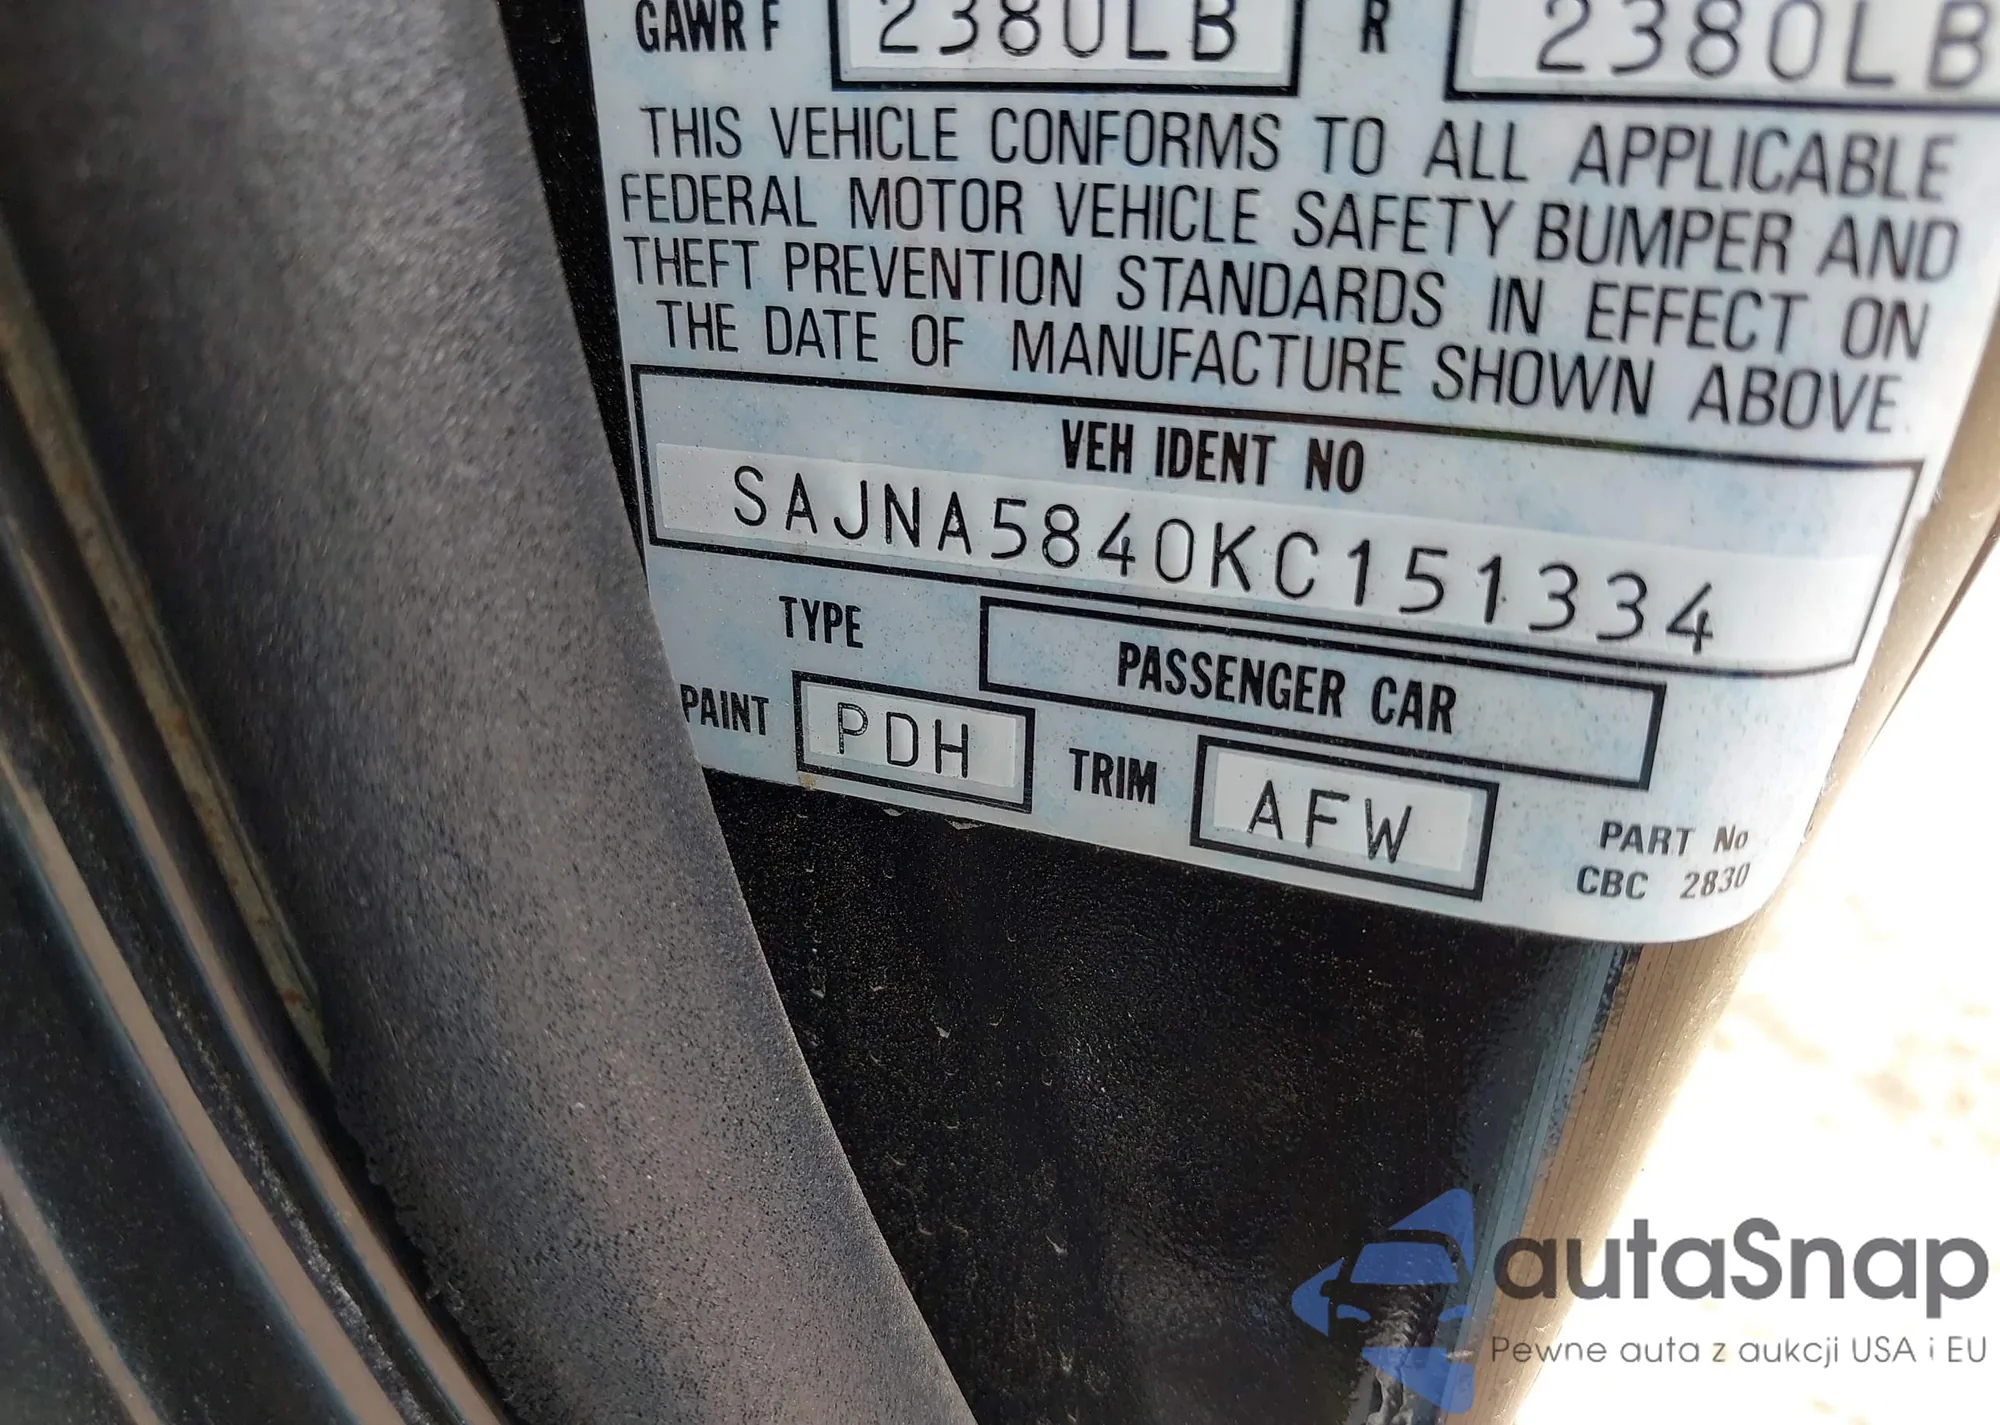 GAWR F 2380LB R 2380LB
THIS VEHICLE CONFORMS TO ALL APPLICABLE
FEDERAL MOTOR VEHICLE SAFETY BUMPER AND
THEFT PREVENTION STANDARDS IN EFFECT ON
THE DATE OF MANUFACTURE SHOWN ABOVE.
VEH IDENT NO
SAJNA5840KC151334
TYPE PASSENGER CAR
PAINT PDH TRIM AFW
PART No
CBC 2830
autaSnap
Pewne auta z aukcji USA i EU